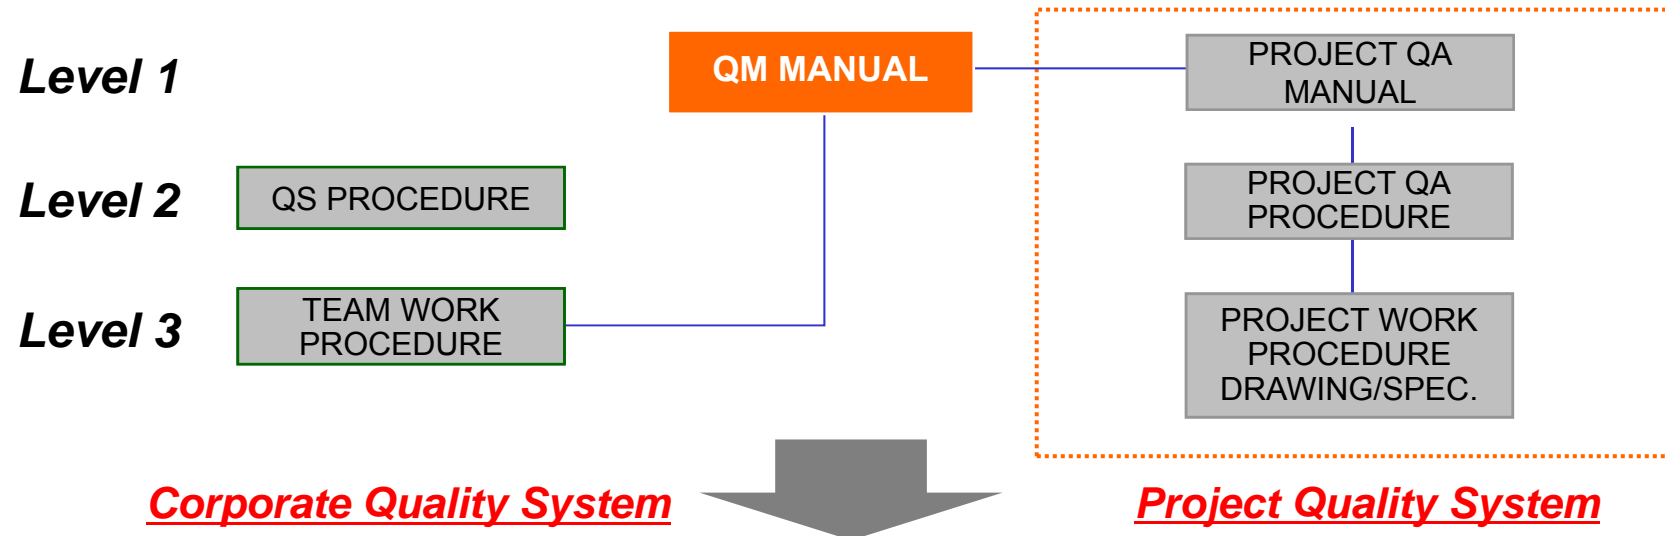 Level 1
QM MANUAL
PROJECT QA
MANUAL
Level 2
QS PROCEDURE
PROJECT QA
PROCEDURE
Level 3
TEAM WORK
PROCEDURE
PROJECT WORK
PROCEDURE
DRAWING/SPEC.
Corporate Quality System
Project Quality System